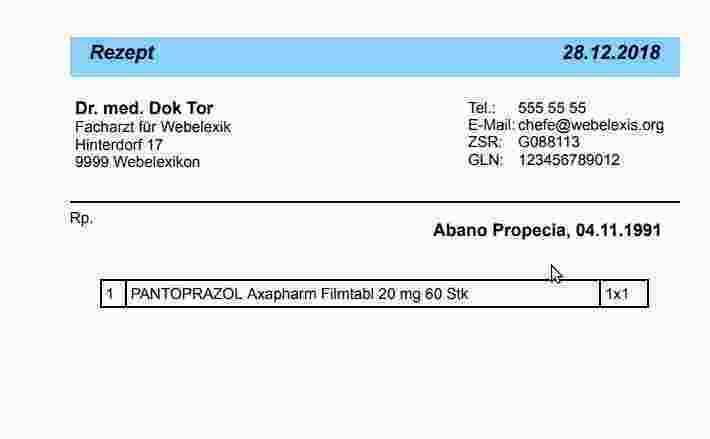 Rezept 28.12.2018
Dr. med. Dok Tor
Facharzt für Webelexik
Hinterdorf 17
9999 Webelexikon
Tel.: 555 55 55
E-Mail: chefe@webelexis.org
ZSR: G088113
GLN: 123456789012
Rp.
Abano Propecia, 04.11.1991
1 PANTOPRAZOL Axapharm Filmtabl 20 mg 60 Stk 1x1